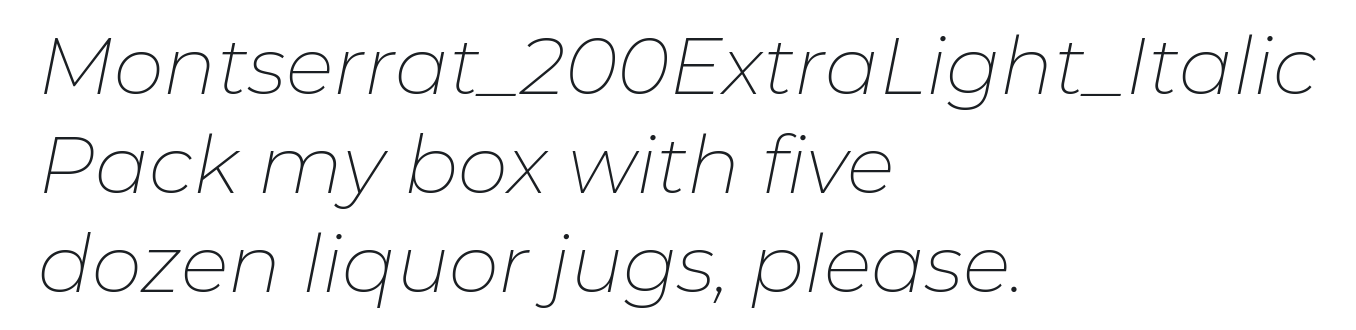 Montserrat_200ExtraLight_Italic
Pack my box with five
dozen liquor jugs, please.